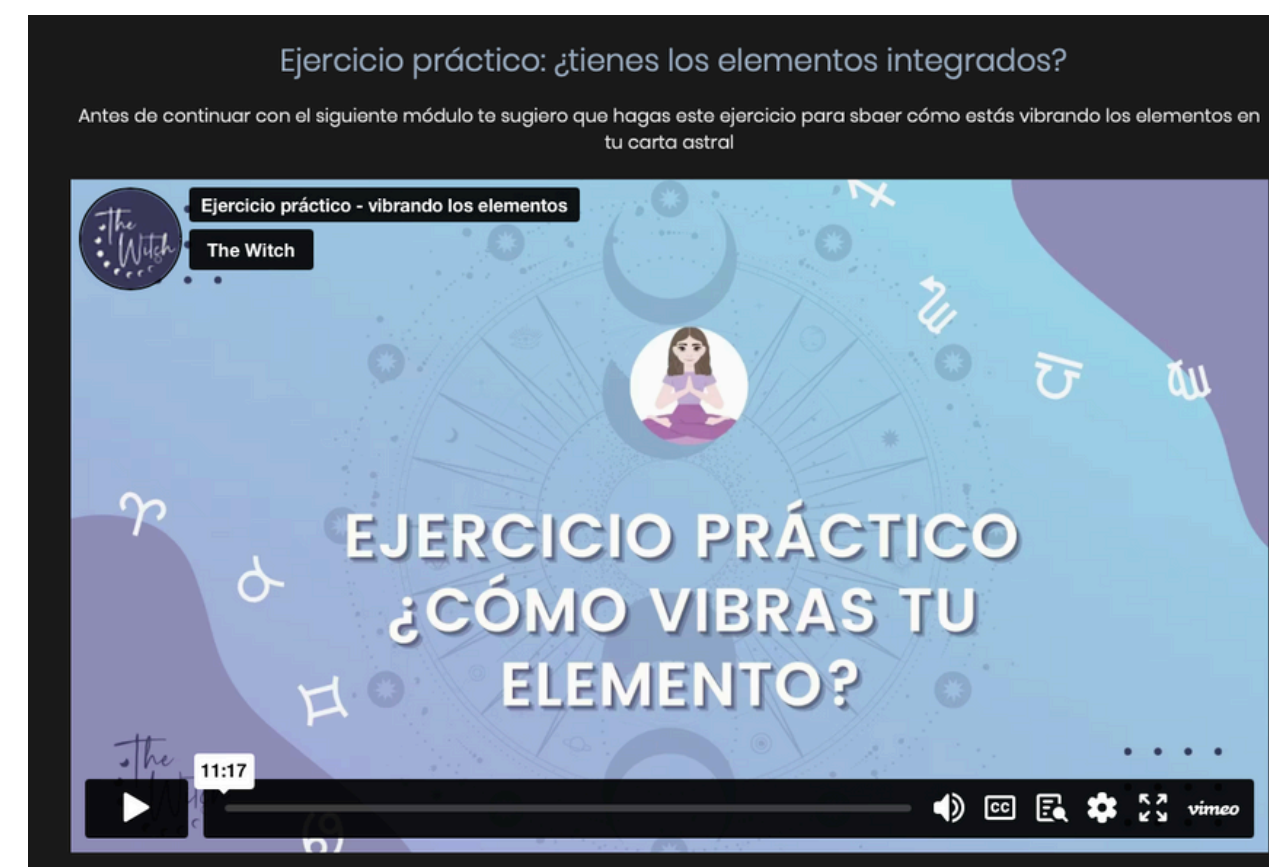 Ejercicio práctico: ¿tienes los elementos integrados?
Antes de continuar con el siguiente módulo te sugiero que hagas este ejercicio para sbaer cómo estás vibrando los elementos en
tu carta astral
The
Witch
Ejercicio práctico - vibrando los elementos
The Witch
EJERCICIO PRÁCTICO
¿CÓMO VIBRAS TU
ELEMENTO?
The
11:17
CC
vimeo